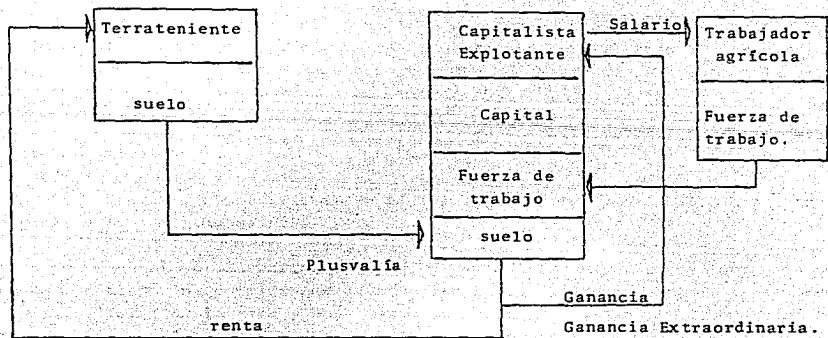 Terrateniente
suelo
Capitalista
Explotante
Capital
Fuerza de
trabajo
suelo
Salario
Trabajador
agrícola
Fuerza de
trabajo.
Plusvalía
Ganancia
renta
Ganancia Extraordinaria.